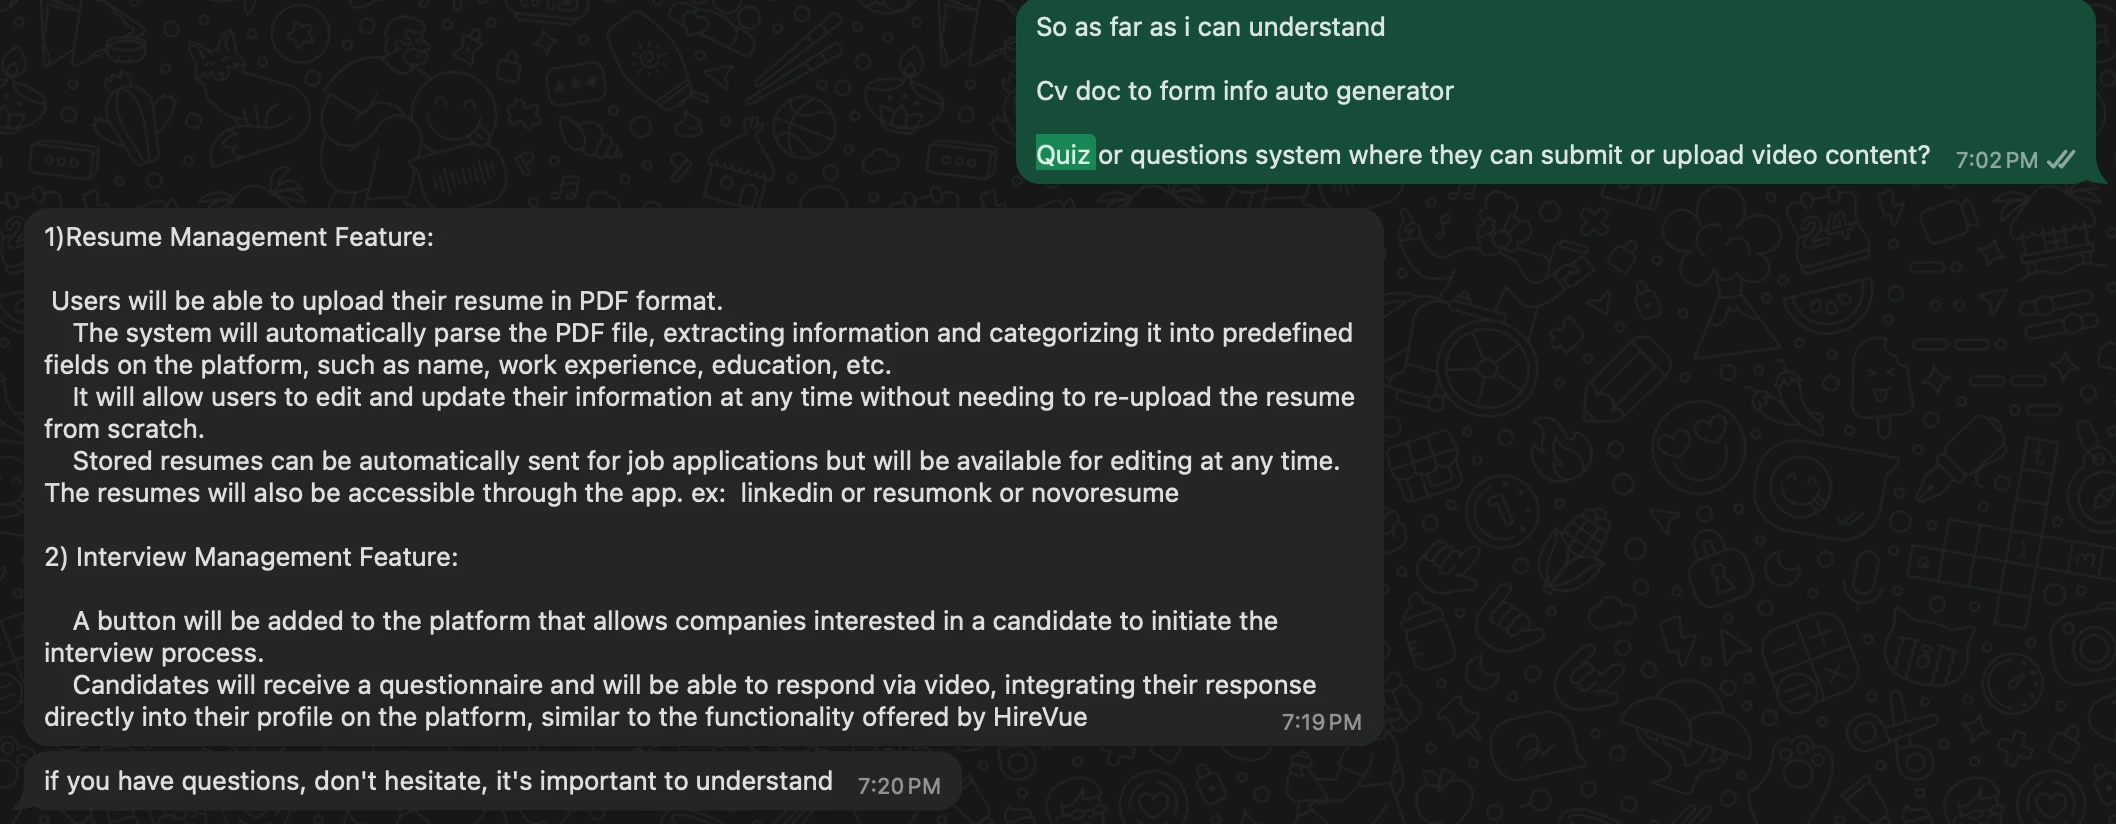 So as far as i can understand
Cv doc to form info auto generator
Quiz or questions system where they can submit or upload video content?
7:02 PM
1)Resume Management Feature:
Users will be able to upload their resume in PDF format.
The system will automatically parse the PDF file, extracting information and categorizing it into predefined
fields on the platform, such as name, work experience, education, etc.
It will allow users to edit and update their information at any time without needing to re-upload the resume
from scratch.
Stored resumes can be automatically sent for job applications but will be available for editing at any time.
The resumes will also be accessible through the app. ex:  linkedin or resumonk or novoresume
2) Interview Management Feature:
A button will be added to the platform that allows companies interested in a candidate to initiate the
interview process.
Candidates will receive a questionnaire and will be able to respond via video, integrating their response
directly into their profile on the platform, similar to the functionality offered by HireVue
7:19 PM
if you have questions, don't hesitate, it's important to understand
7:20 PM